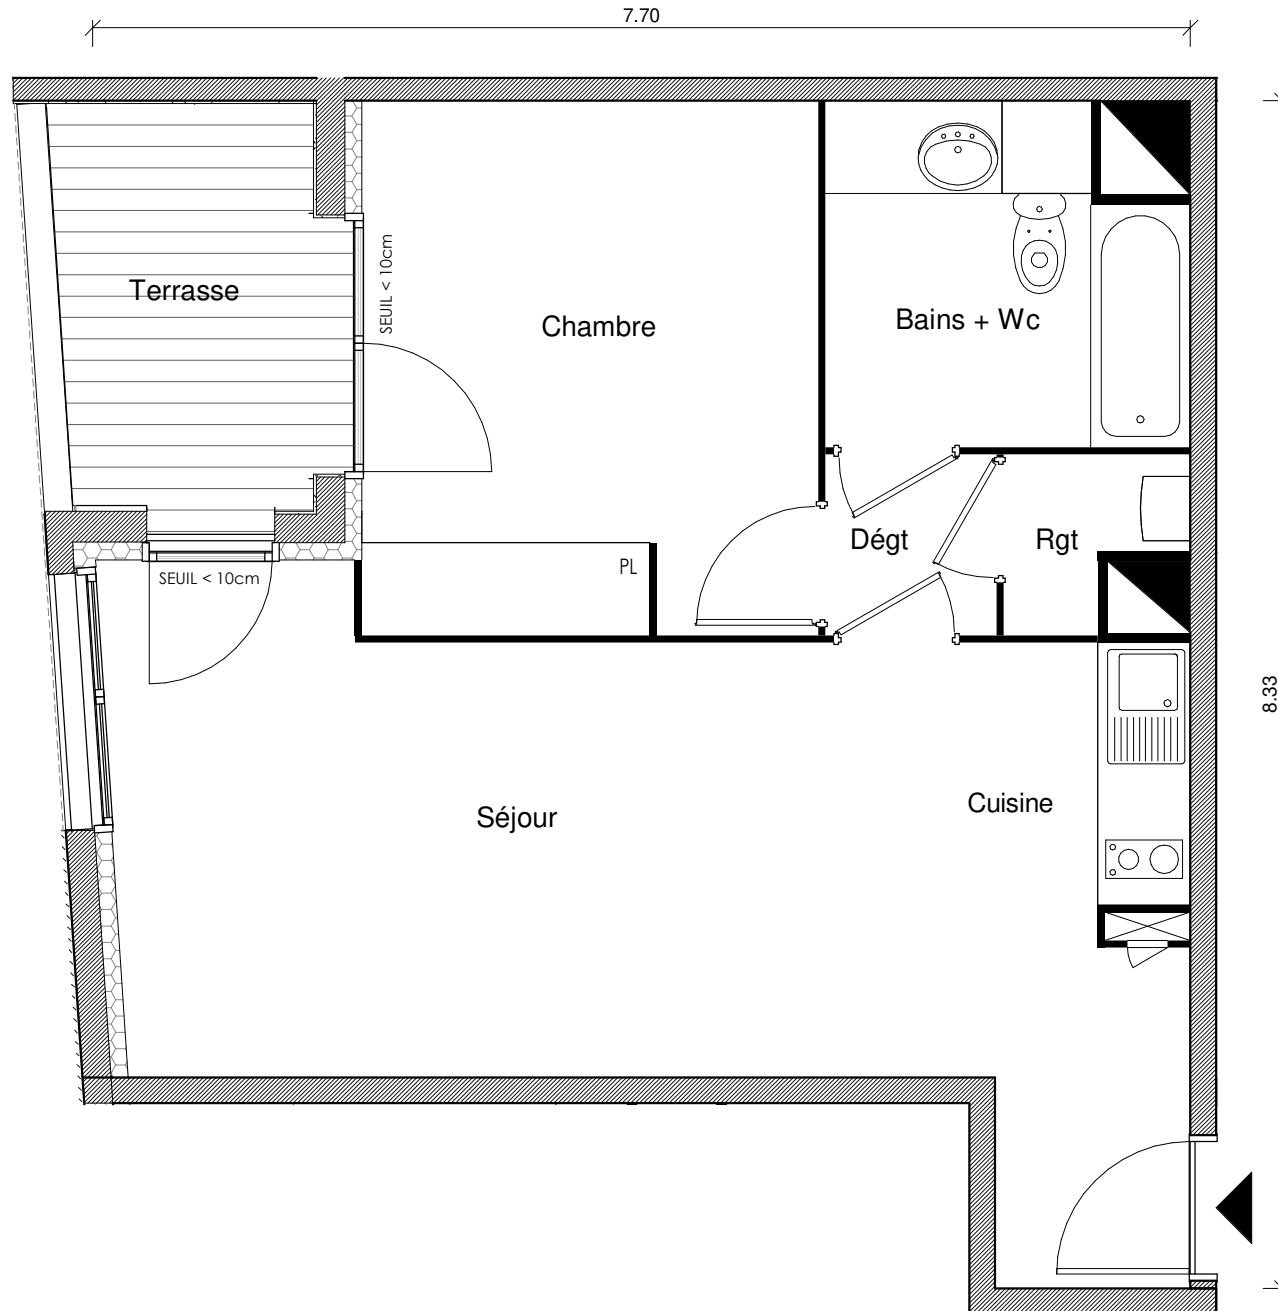 7.70
Terrasse
SEUIL < 10cm
Chambre
Bains + Wc
Dégt
Rgt
PL
SEUIL < 10cm
8.33
Séjour
Cuisine